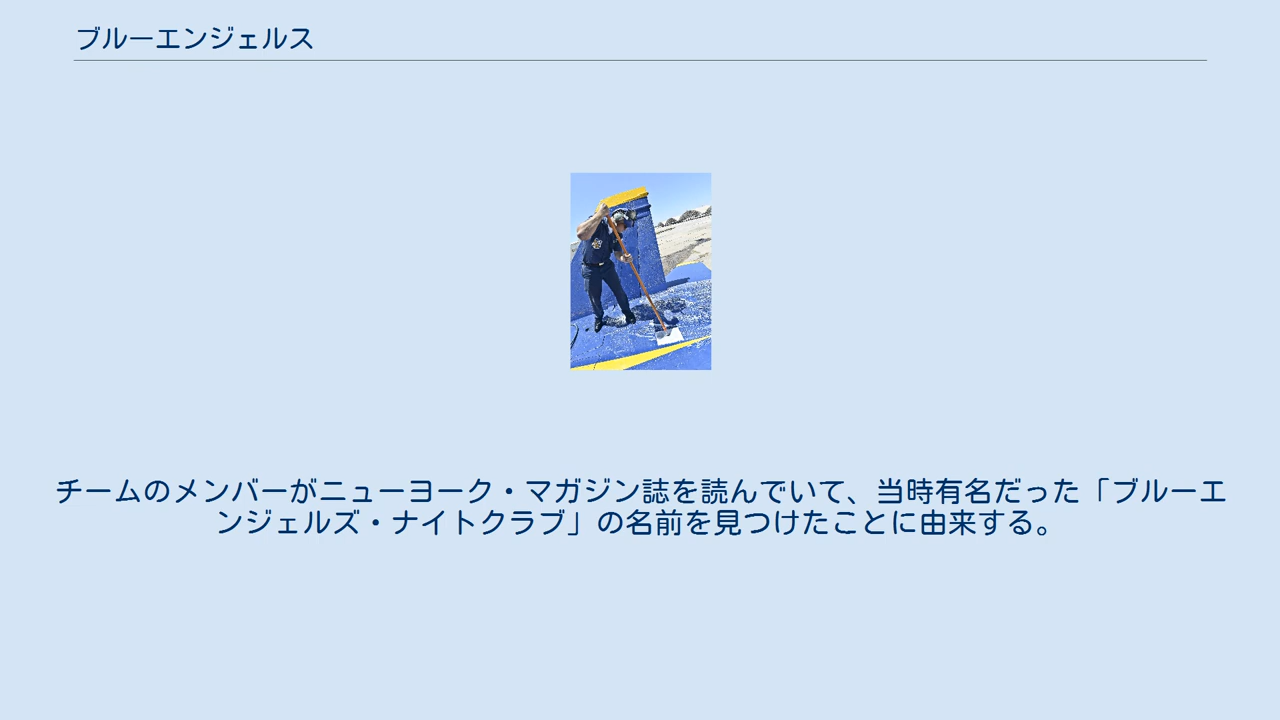 ブルーエンジェルス
チームのメンバーがニューヨーク・マガジン誌を読んでいて、当時有名だった「ブルーエ
ンジェルズ・ナイトクラブ」の名前を見つけたことに由来する。